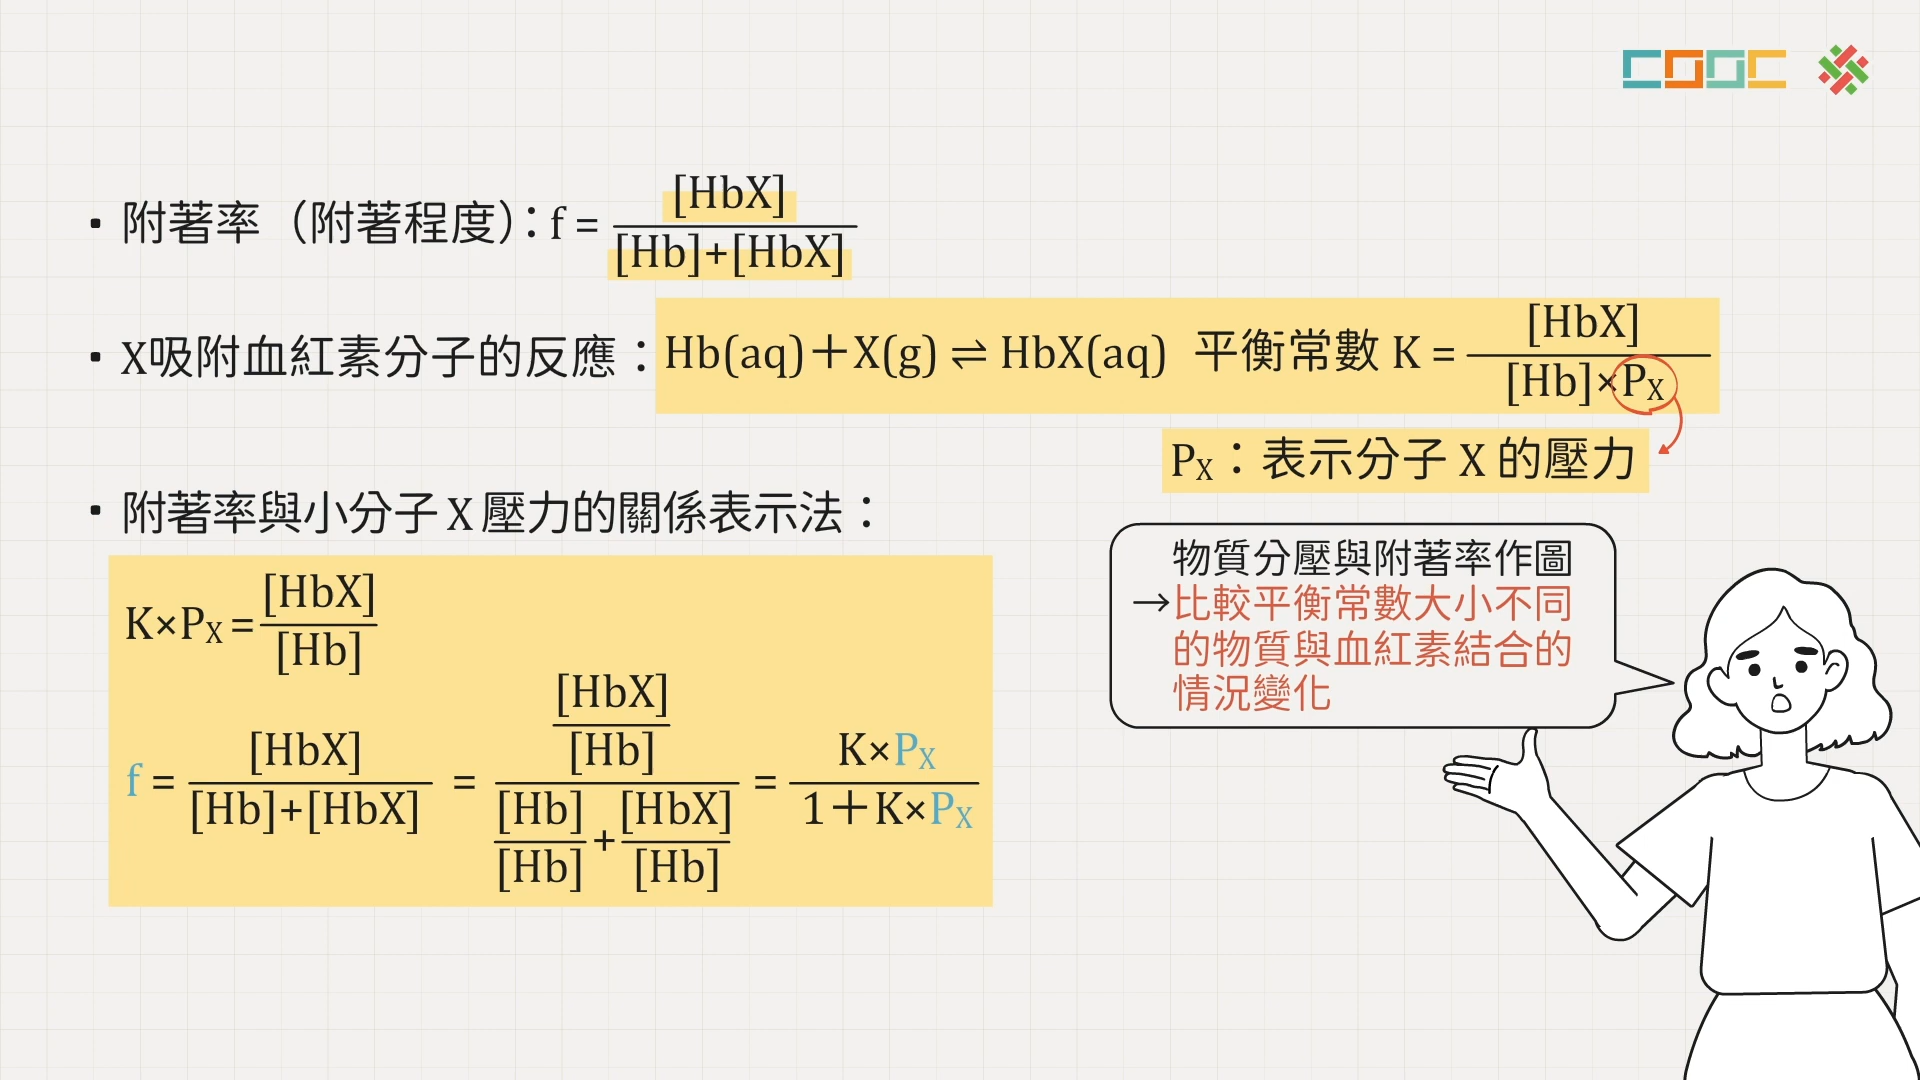 COOC
· 附著率（附著程度）：f = [HbX] / [Hb]+[HbX]
· X吸附血紅素分子的反應：Hb(aq)＋X(g) ⇌ HbX(aq) 平衡常數 K = [HbX] / [Hb]×Pₓ
Pₓ：表示分子 X 的壓力
· 附著率與小分子 X 壓力的關係表示法：
K×Pₓ = [HbX] / [Hb]
f = [HbX] / [Hb]+[HbX] = [HbX]/[Hb] / [Hb]/[Hb] + [HbX]/[Hb] = K×Pₓ / 1＋K×Pₓ
物質分壓與附著率作圖
→比較平衡常數大小不同
的物質與血紅素結合的
情況變化